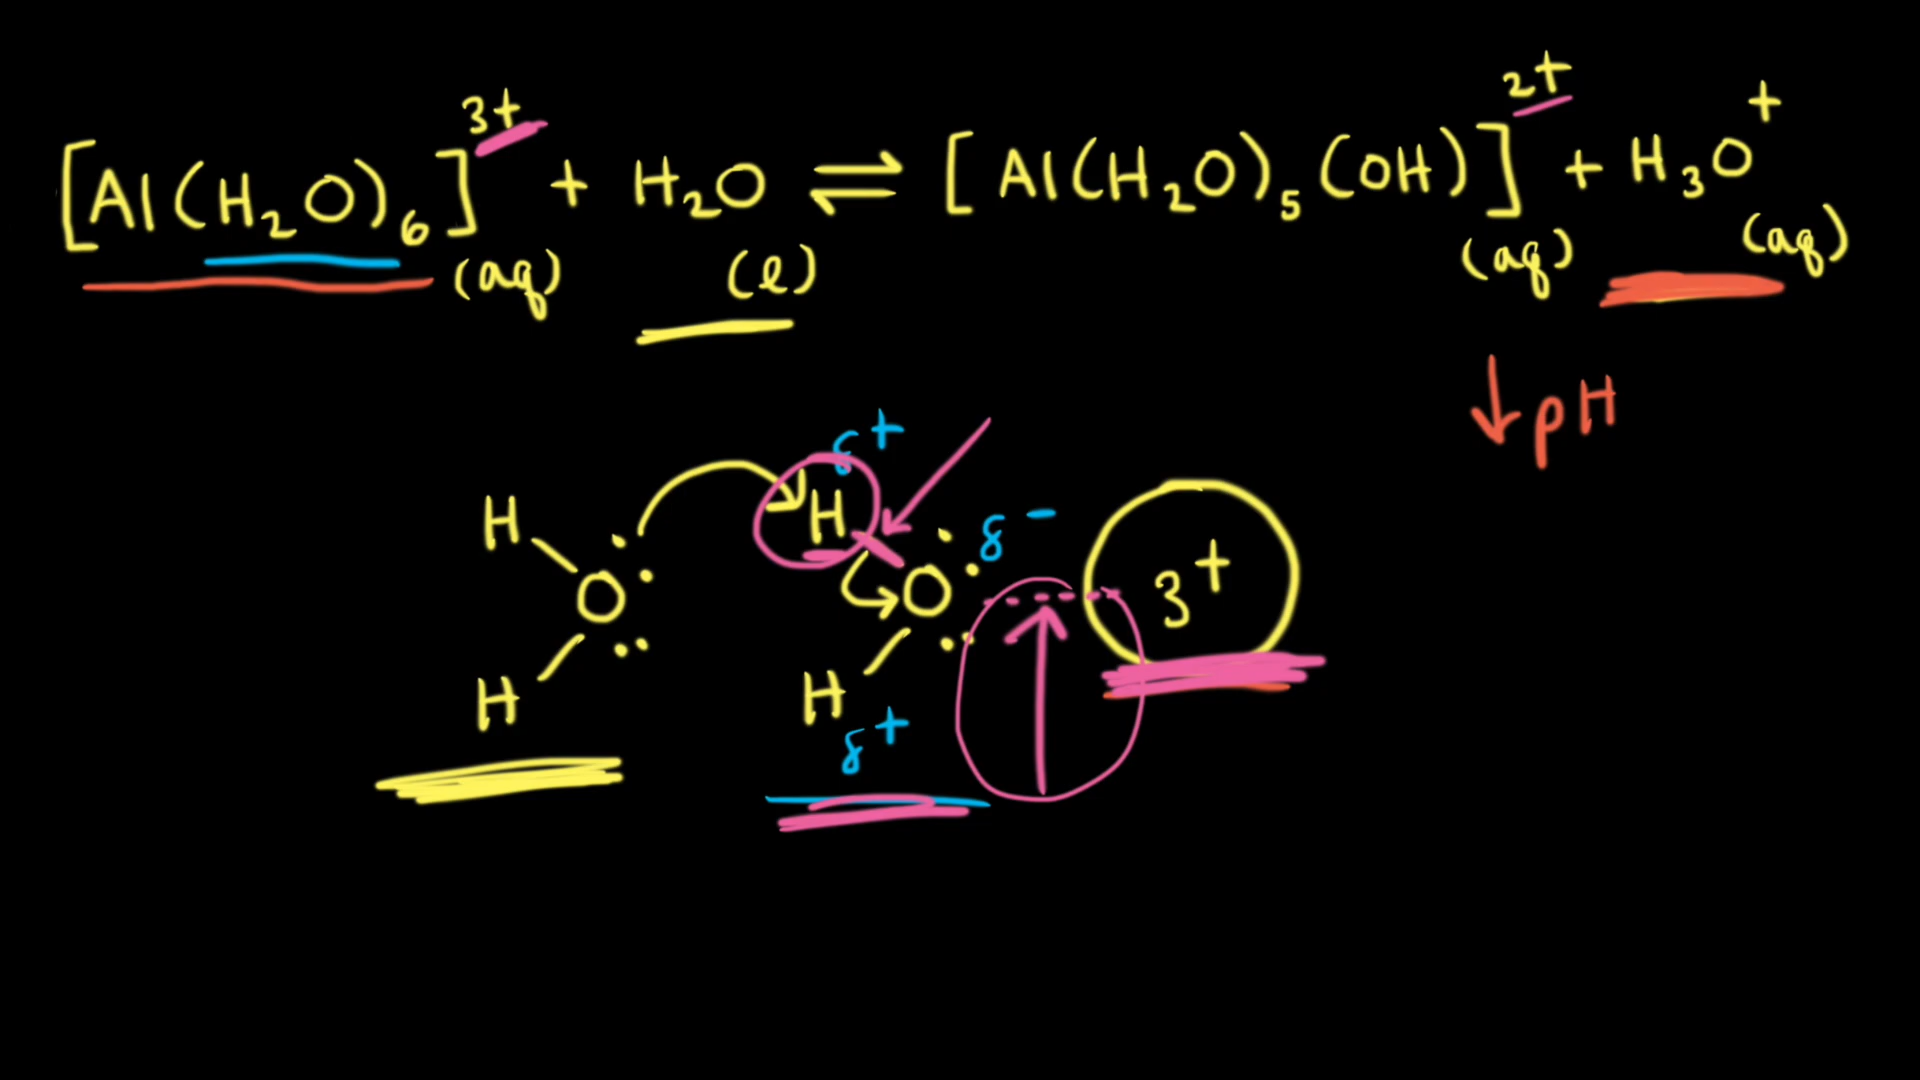 [Al(H₂O)₆]³⁺ + H₂O ⇌ [Al(H₂O)₅(OH)]²⁺ + H₃O⁺
(aq) (l) (aq) (aq)
↓ pH
δ+
H H δ-
O O 3+
H H
δ+